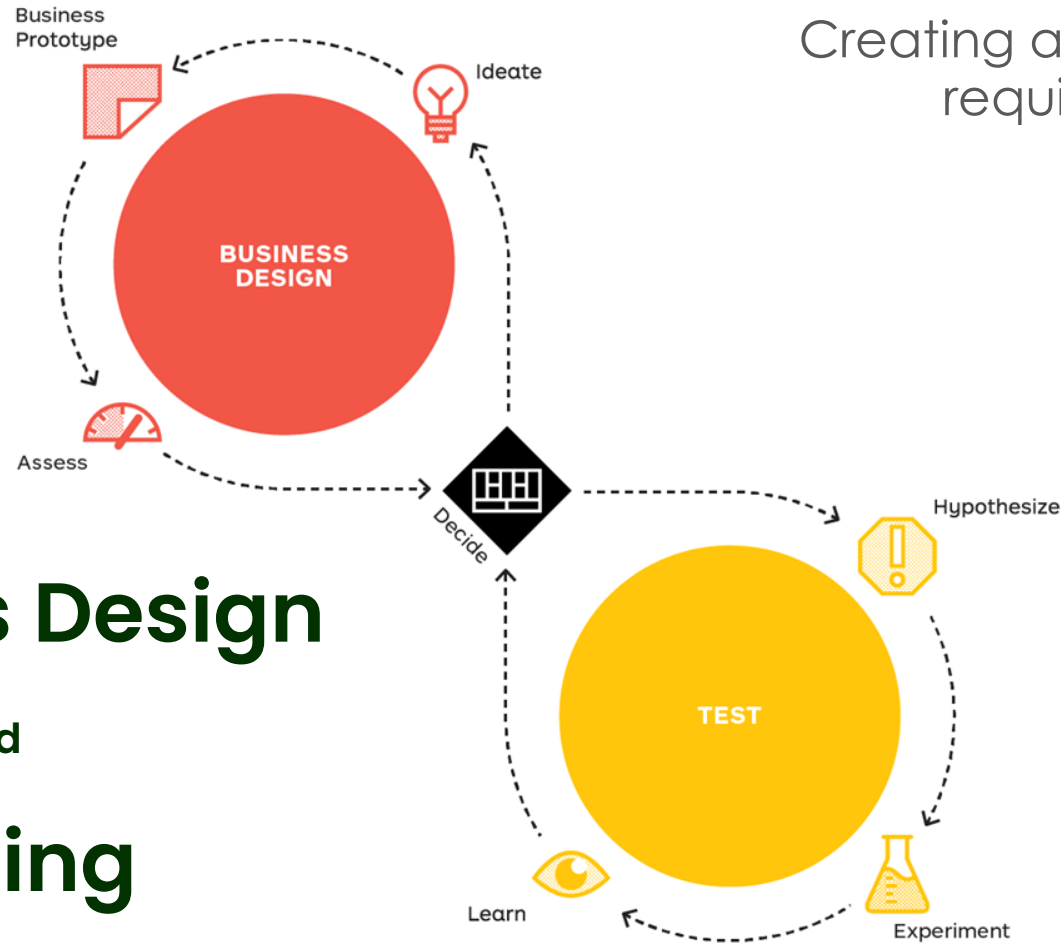 Business
Prototype
Creating a
requi
Ideate
BUSINESS
DESIGN
Assess
Decide
Hypothesize
s Design
d
TEST
ing
Learn
Experiment